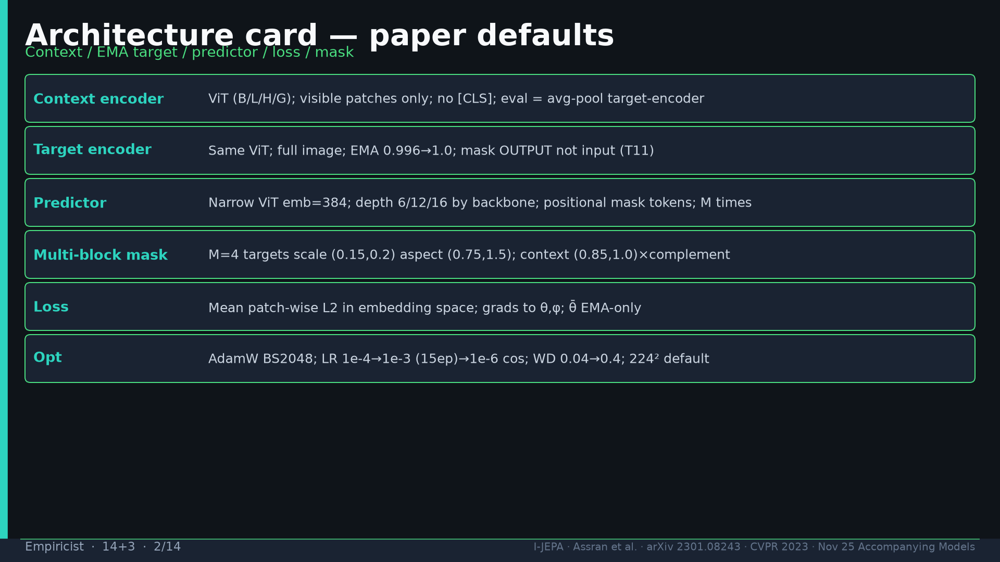 Architecture card — paper defaults
Context / EMA target / predictor / loss / mask
Context encoder ViT (B/L/H/G); visible patches only; no [CLS]; eval = avg-pool target-encoder
Target encoder Same ViT; full image; EMA 0.996→1.0; mask OUTPUT not input (T11)
Predictor Narrow ViT emb=384; depth 6/12/16 by backbone; positional mask tokens; M times
Multi-block mask M=4 targets scale (0.15,0.2) aspect (0.75,1.5); context (0.85,1.0)×complement
Loss Mean patch-wise L2 in embedding space; grads to θ,φ; θ̄ EMA-only
Opt AdamW BS2048; LR 1e-4→1e-3 (15ep)→1e-6 cos; WD 0.04→0.4; 224² default
Empiricist · 14+3 · 2/14 I-JEPA · Assran et al. · arXiv 2301.08243 · CVPR 2023 · Nov 25 Accompanying Models